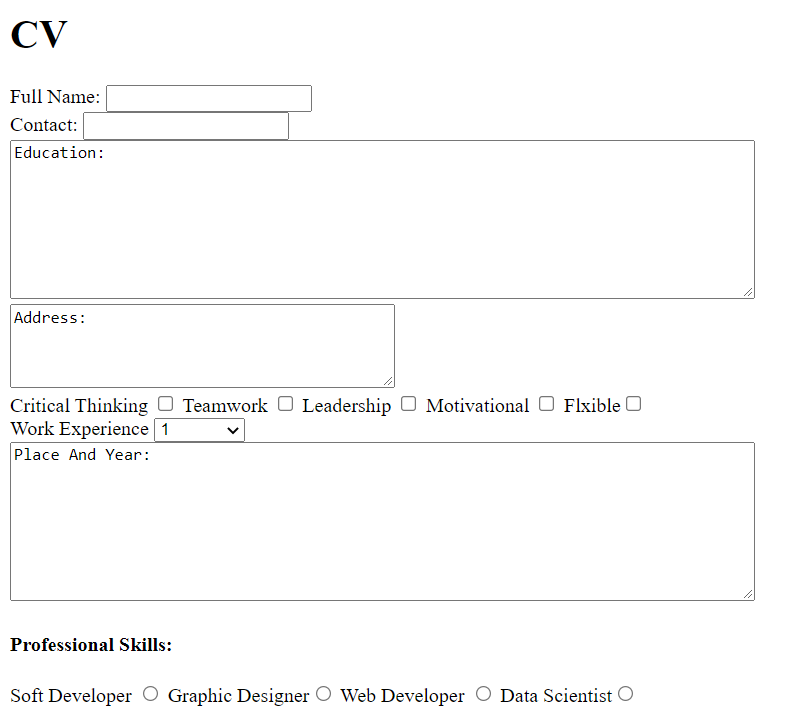 CV
Full Name:
Contact:
Education:
Address:
Critical Thinking Teamwork Leadership Motivational Flxible
Work Experience 1
Place And Year:
Professional Skills:
Soft Developer Graphic Designer Web Developer Data Scientist